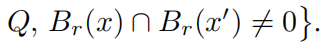 Q, B_r(x) ∩ B_r(x') ≠ 0}.